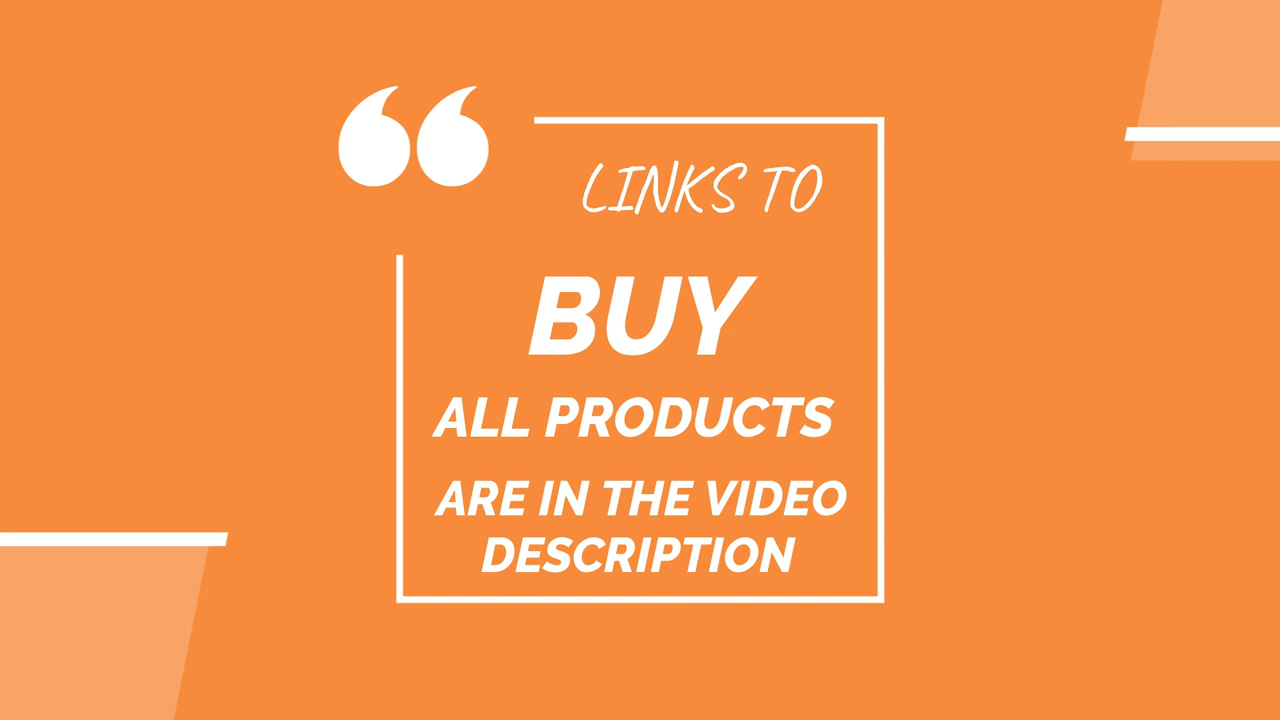 LINKS TO
BUY
ALL PRODUCTS
ARE IN THE VIDEO
DESCRIPTION